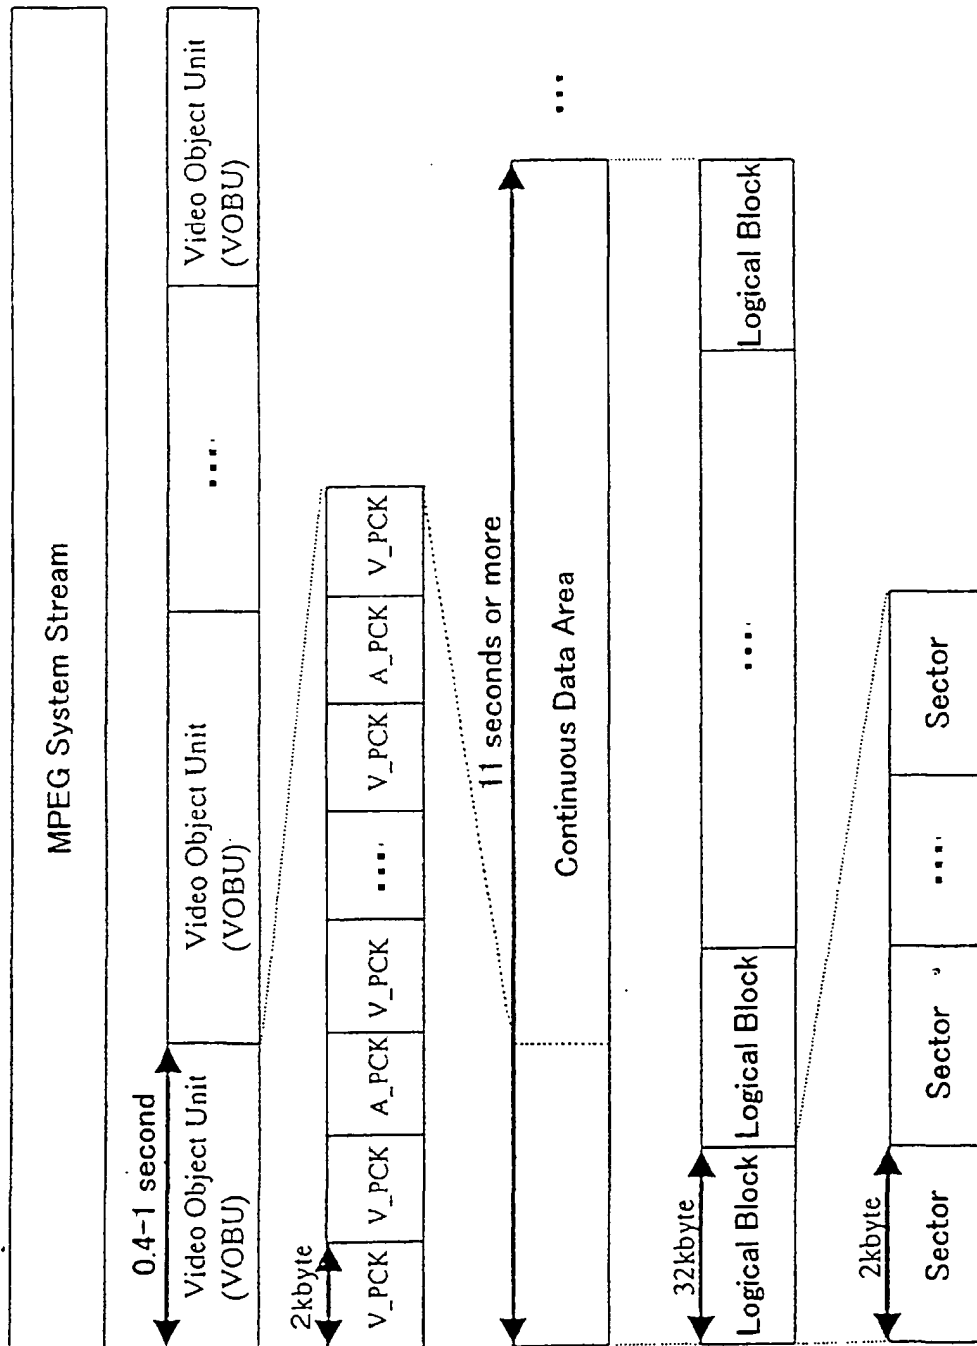 MPEG System Stream
0.4-1 second
Video Object Unit
(VOBU)
Video Object Unit
(VOBU)
....
Video Object Unit
(VOBU)
2kbyte
V_PCK
V_PCK
A_PCK
V_PCK
....
V_PCK
A_PCK
V_PCK
11 seconds or more
Continuous Data Area
...
32kbyte
Logical Block
Logical Block
....
Logical Block
2kbyte
Sector
Sector
....
Sector